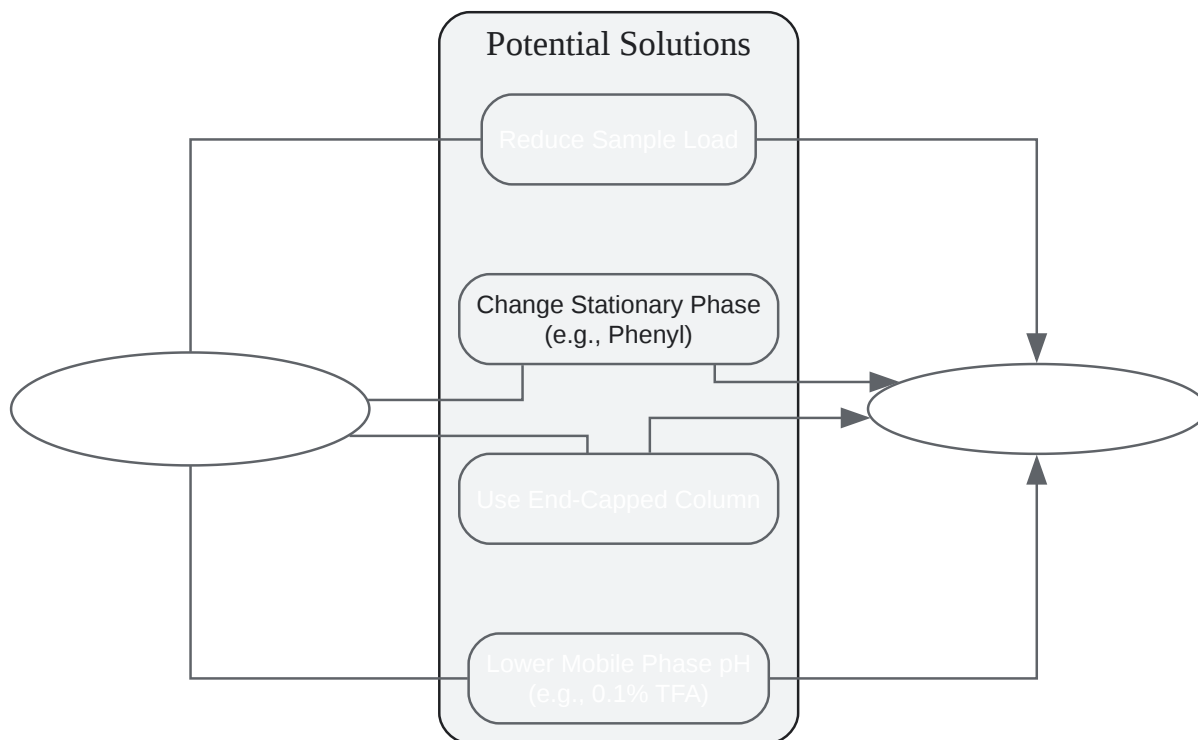 Potential Solutions
Reduce Sample Load
Change Stationary Phase
(e.g., Phenyl)
Use End-Capped Column
Lower Mobile Phase pH
(e.g., 0.1% TFA)